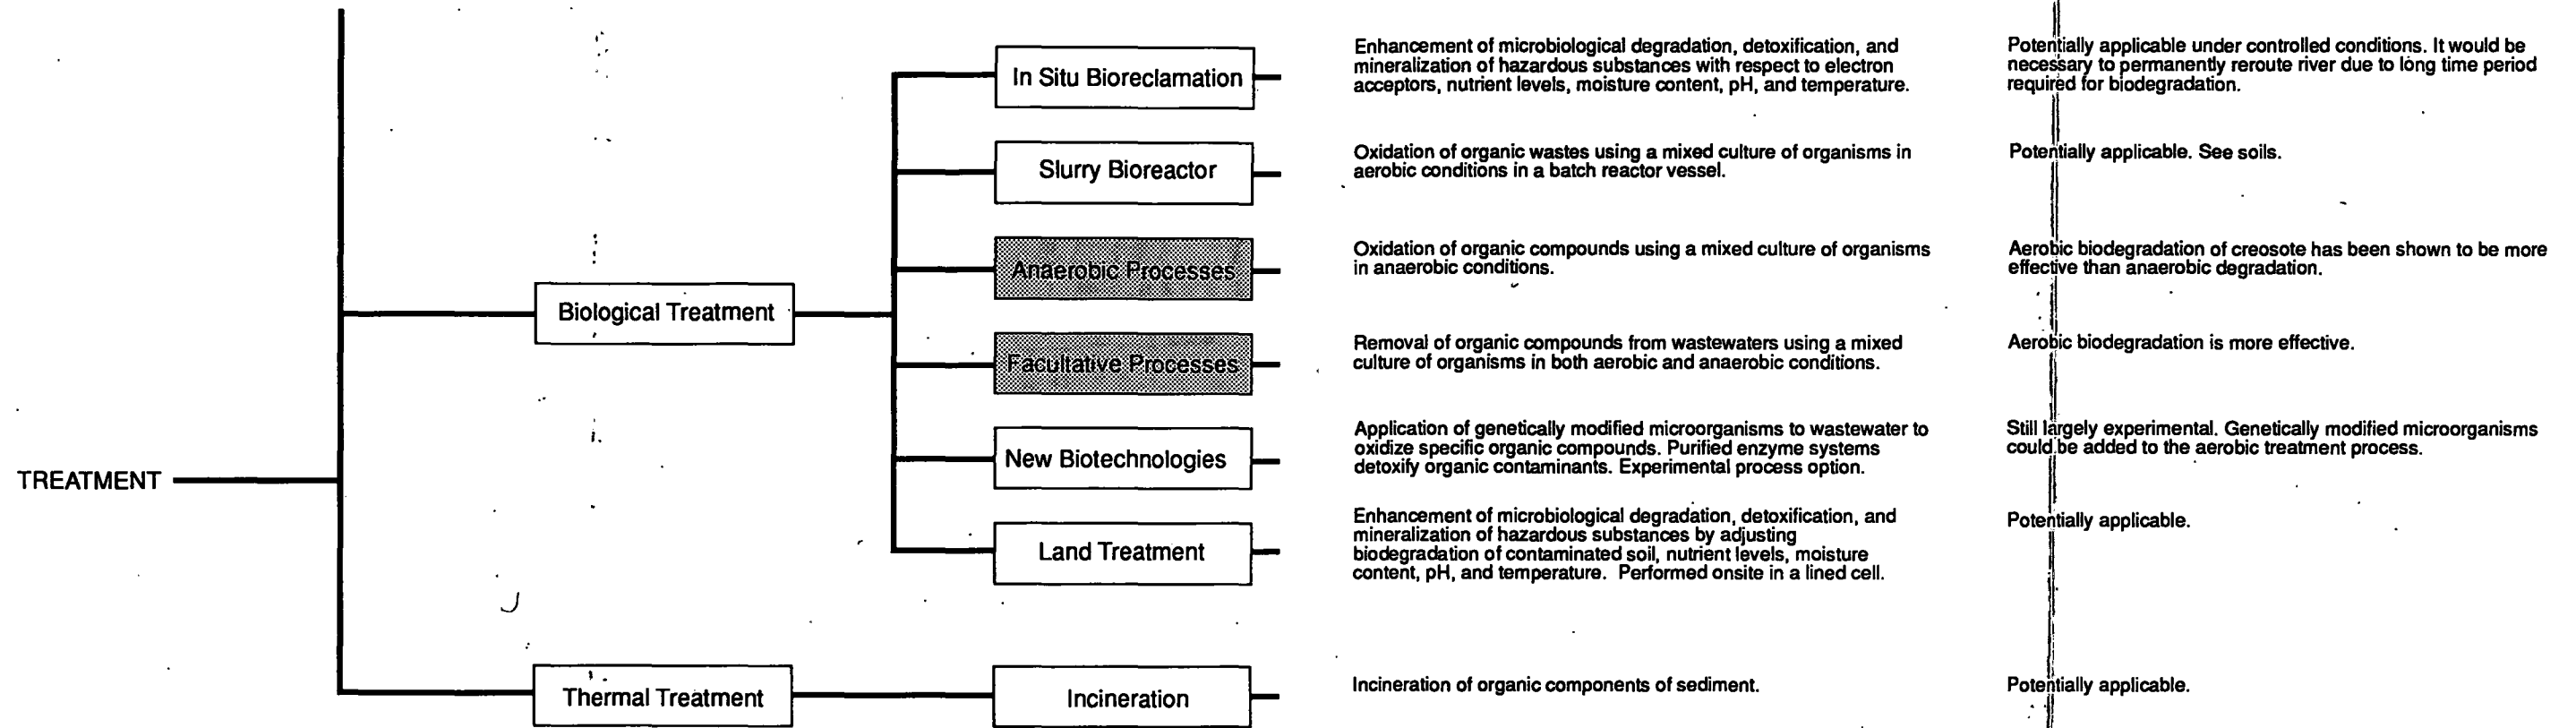 In Situ Bioreclamation
Enhancement of microbiological degradation, detoxification, and
mineralization of hazardous substances with respect to electron
acceptors, nutrient levels, moisture content, pH, and temperature.
Potentially applicable under controlled conditions. It would be
necessary to permanently reroute river due to long time period
required for biodegradation.
Slurry Bioreactor
Oxidation of organic wastes using a mixed culture of organisms in
aerobic conditions in a batch reactor vessel.
Potentially applicable. See soils.
Anaerobic Processes
Oxidation of organic compounds using a mixed culture of organisms
in anaerobic conditions.
Aerobic biodegradation of creosote has been shown to be more
effective than anaerobic degradation.
Biological Treatment
Facultative Processes
Removal of organic compounds from wastewaters using a mixed
culture of organisms in both aerobic and anaerobic conditions.
Aerobic biodegradation is more effective.
TREATMENT
New Biotechnologies
Application of genetically modified microorganisms to wastewater to
oxidize specific organic compounds. Purified enzyme systems
detoxify organic contaminants. Experimental process option.
Still largely experimental. Genetically modified microorganisms
could be added to the aerobic treatment process.
Land Treatment
Enhancement of microbiological degradation, detoxification, and
mineralization of hazardous substances by adjusting
biodegradation of contaminated soil, nutrient levels, moisture
content, pH, and temperature. Performed onsite in a lined cell.
Potentially applicable.
Thermal Treatment
Incineration
Incineration of organic components of sediment.
Potentially applicable.